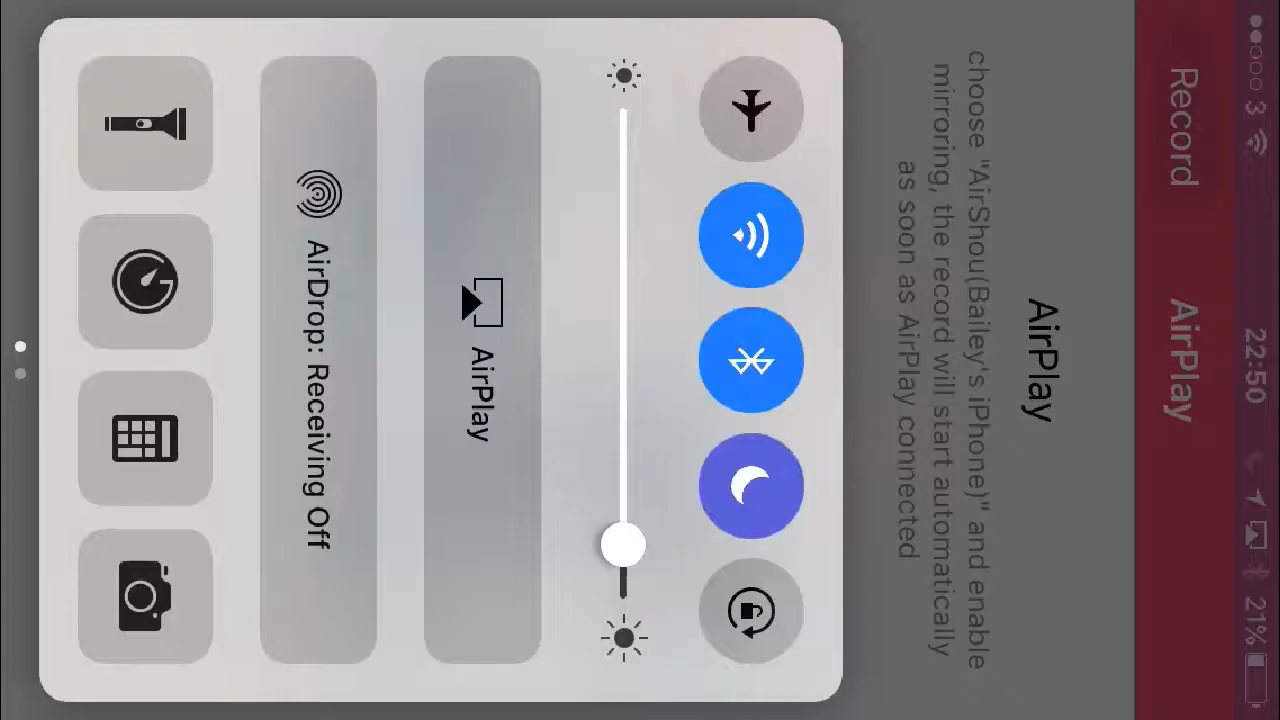 3 22:50 21%
Record AirPlay
AirPlay
choose "AirShou(Bailey's iPhone)" and enable
mirroring, the record will start automatically
as soon as AirPlay connected
AirPlay
AirDrop: Receiving Off